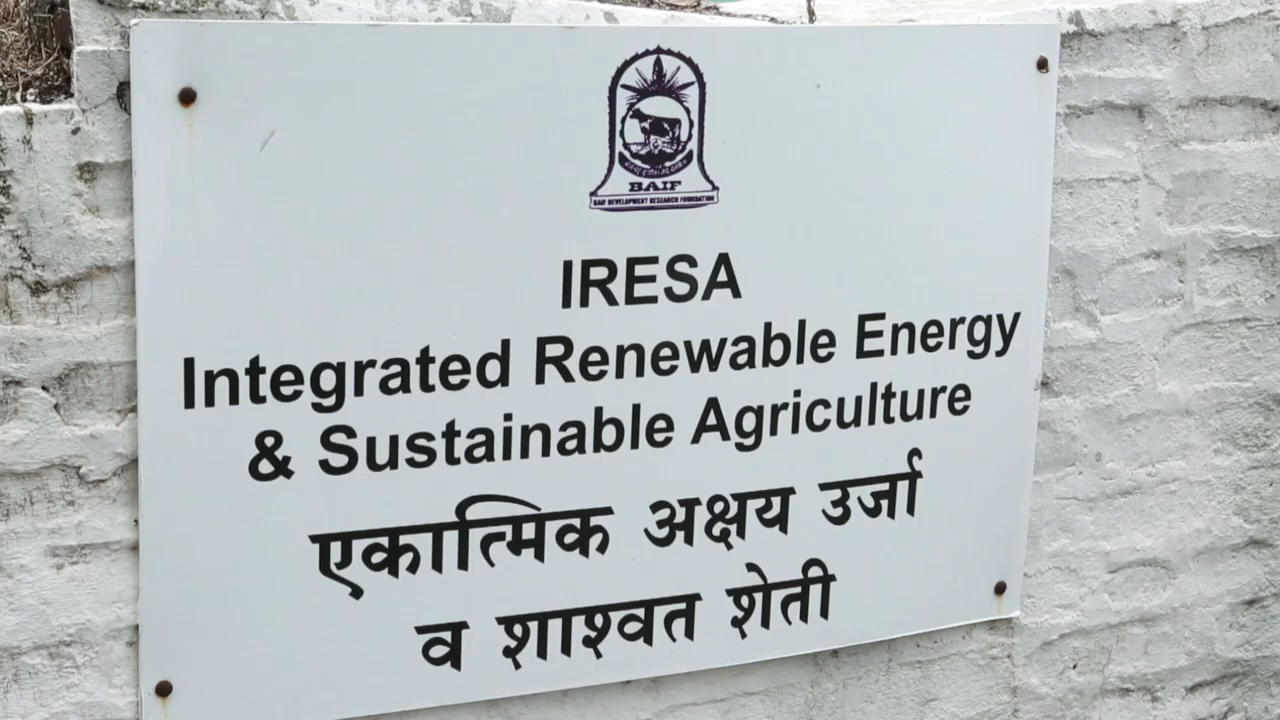 BAIF
BAIF DEVELOPMENT RESEARCH FOUNDATION
IRESA
Integrated Renewable Energy
& Sustainable Agriculture
एकात्मिक अक्षय उर्जा
व शाश्वत शेती